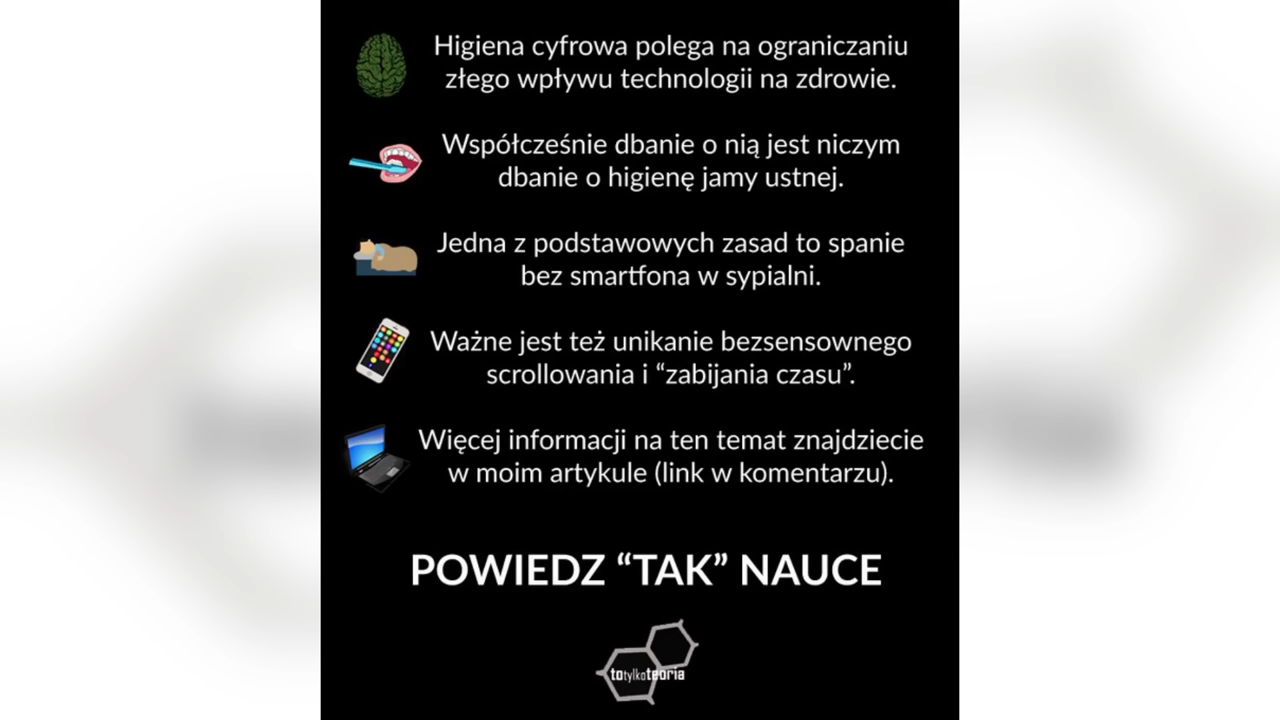 Higiena cyfrowa polega na ograniczaniu
złego wpływu technologii na zdrowie.
Współcześnie dbanie o nią jest niczym
dbanie o higienę jamy ustnej.
Jedna z podstawowych zasad to spanie
bez smartfona w sypialni.
Ważne jest też unikanie bezsensownego
scrollowania i “zabijania czasu”.
Więcej informacji na ten temat znajdziecie
w moim artykule (link w komentarzu).
POWIEDZ “TAK” NAUCE
totylkoteoria